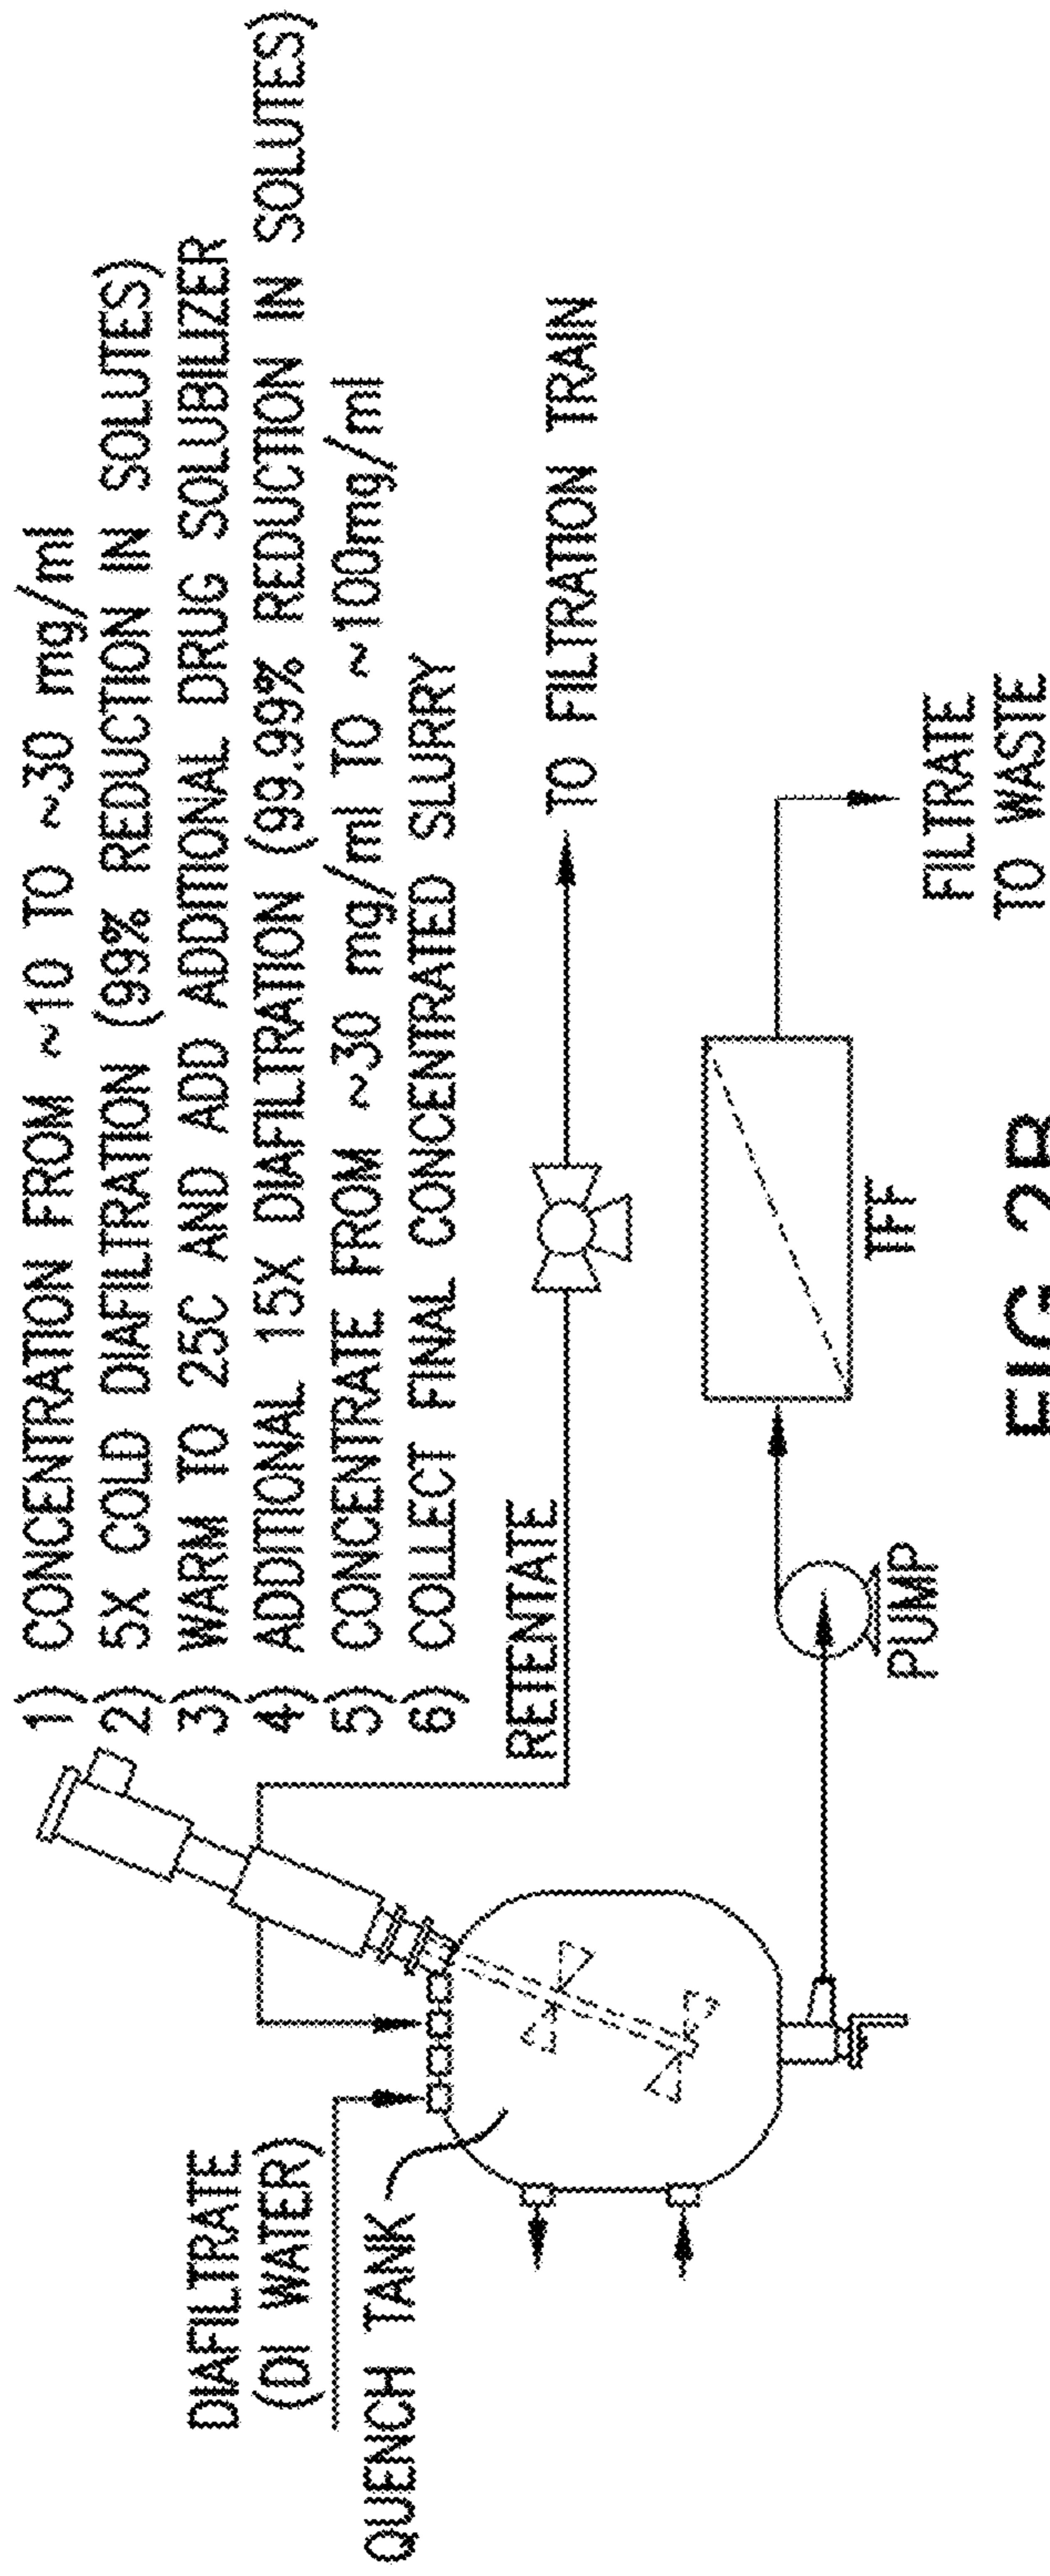 1) CONCENTRATION FROM ~10 TO ~30 mg/ml
2) 5X COLD DIAFILTRATION (99% REDUCTION IN SOLUTES)
3) WARM TO 25C AND ADD ADDITIONAL DRUG SOLUBILIZER
4) ADDITIONAL 15X DIAFILTRATION (99.99% REDUCTION IN SOLUTES)
5) CONCENTRATE FROM ~30 mg/ml TO ~100mg/ml
6) COLLECT FINAL CONCENTRATED SLURRY
DIAFILTRATE
(DI WATER)
QUENCH TANK
RETENTATE
TO FILTRATION TRAIN
PUMP
TFF
FILTRATE
TO WASTE
FIG.2B